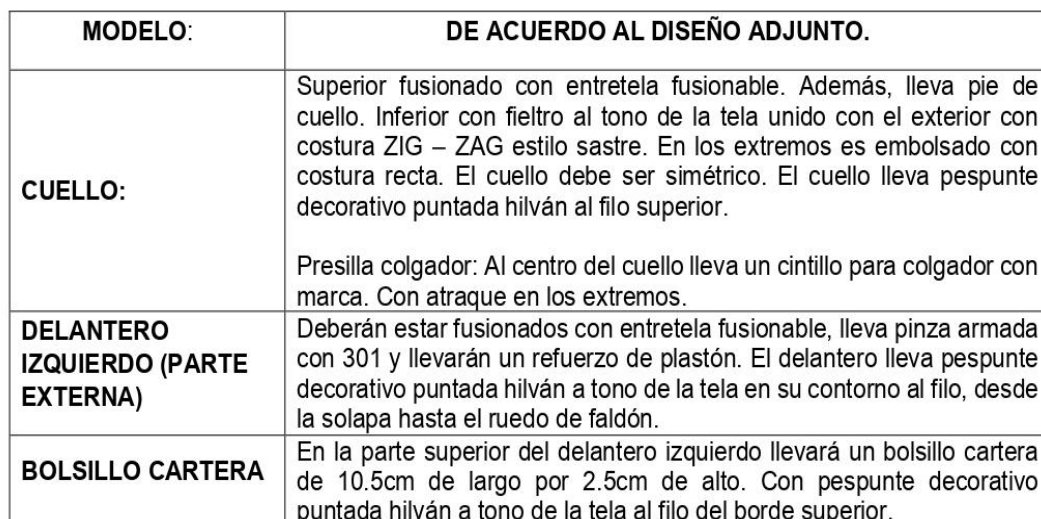 MODELO:
DE ACUERDO AL DISEÑO ADJUNTO.
CUELLO:
Superior fusionado con entretela fusionable. Además, lleva pie de
cuello. Inferior con fieltro al tono de la tela unido con el exterior con
costura ZIG – ZAG estilo sastre. En los extremos es embolsado con
costura recta. El cuello debe ser simétrico. El cuello lleva pespunte
decorativo puntada hilván al filo superior.
Presilla colgador: Al centro del cuello lleva un cintillo para colgador con
marca. Con atraque en los extremos.
DELANTERO
IZQUIERDO (PARTE
EXTERNA)
Deberán estar fusionados con entretela fusionable, lleva pinza armada
con 301 y llevarán un refuerzo de plastón. El delantero lleva pespunte
decorativo puntada hilván a tono de la tela en su contorno al filo, desde
la solapa hasta el ruedo de faldón.
BOLSILLO CARTERA
En la parte superior del delantero izquierdo llevará un bolsillo cartera
de 10.5cm de largo por 2.5cm de alto. Con pespunte decorativo
puntada hilván a tono de la tela al filo del borde superior.